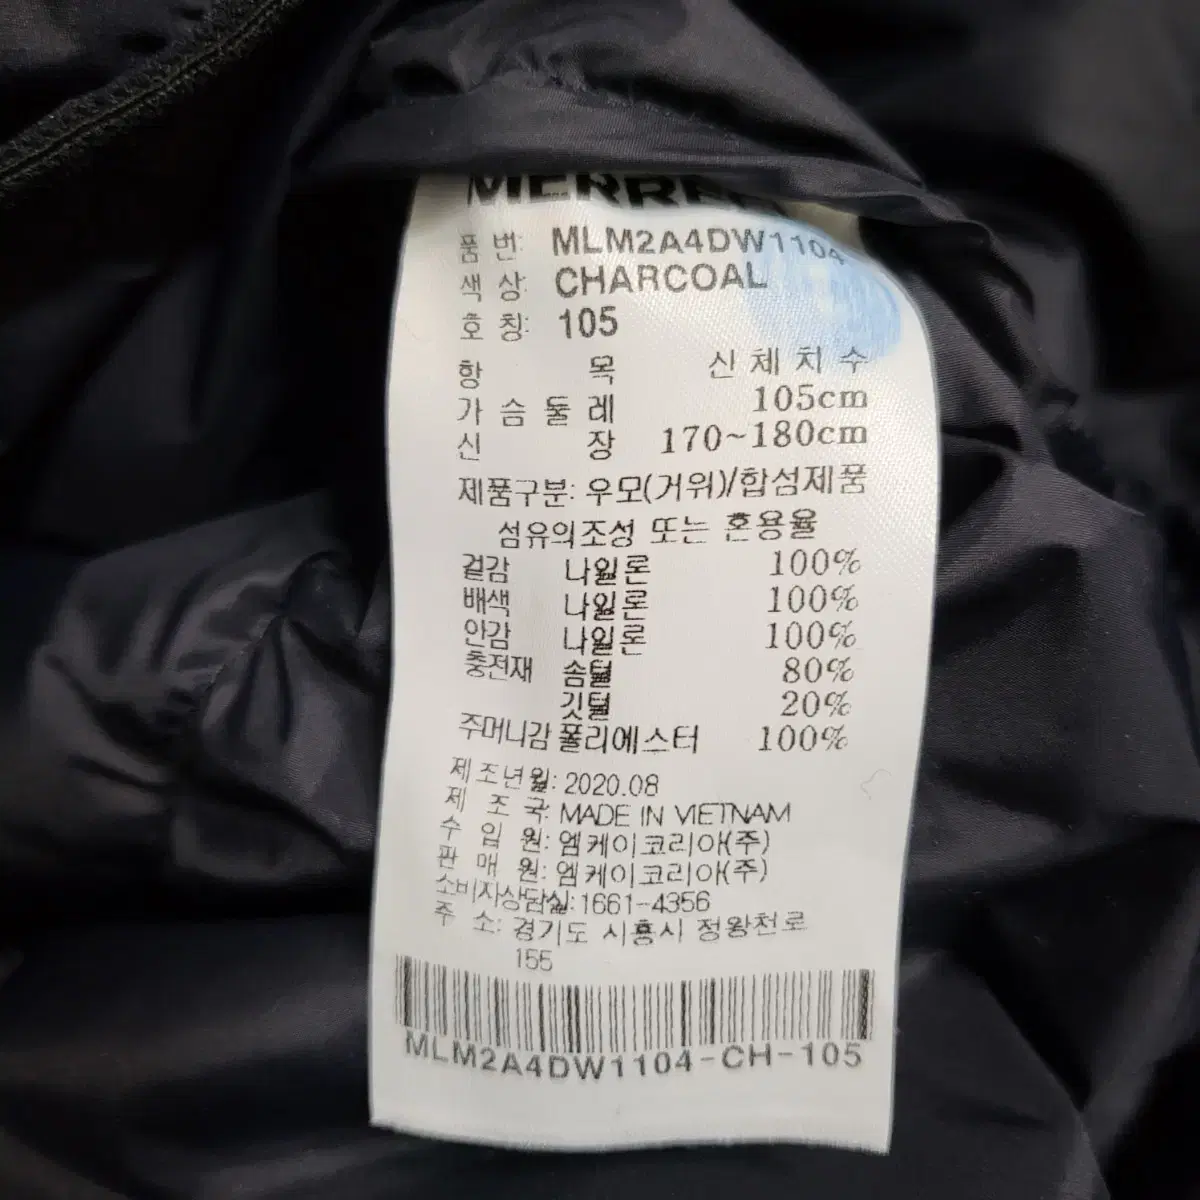 MERRELL
품 번: MLM2A4DW1104
색 상: CHARCOAL
호 칭: 105
항 목 신 체 치 수
가 슴 둘 레 105cm
신 장 170~180cm
제품구분: 우모(거위)/합성제품
섬유의조성 또는 혼용율
겉감 나일론 100%
배색 나일론 100%
안감 나일론 100%
충전재 솜털 80%
깃털 20%
주머니감 폴리에스터 100%
제조년월: 2020.08
제 조 국: MADE IN VIETNAM
수 입 원: 엠케이코리아(주)
판 매 원: 엠케이코리아(주)
소비자상담실: 1661-4356
주 소: 경기도 시흥시 정왕천로
155
MLM2A4DW1104-CH-105